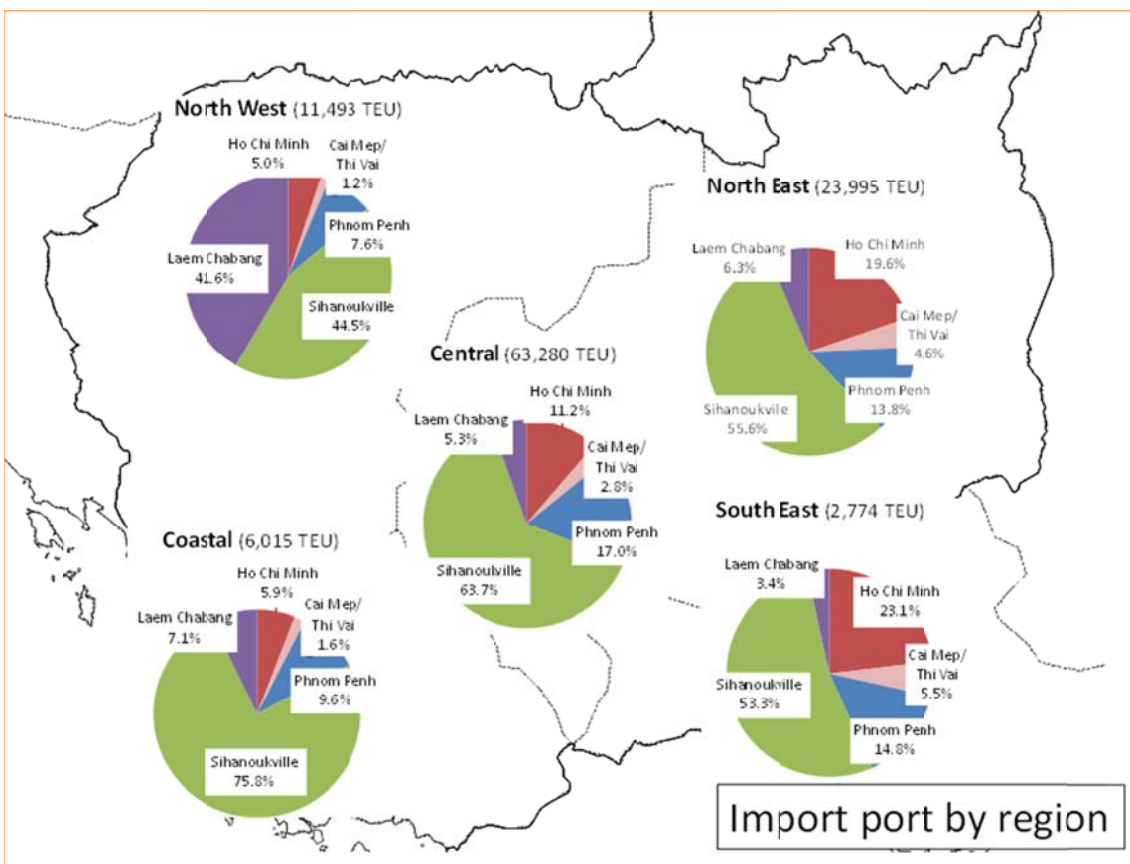 North West (11,493 TEU)
Ho Chi Minh
5.0%
Cai Mep/
Thi Vai
1.2%
Phnom Penh
7.6%
Laem Chabang
41.6%
Sihanoukville
44.5%
North East (23,995 TEU)
Laem Chabang
6.3%
Ho Chi Minh
19.6%
Cai Mep/
Thi Vai
4.6%
Phnom Penh
13.8%
Sihanoukville
55.6%
Central (63,280 TEU)
Ho Chi Minh
11.2%
Laem Chabang
5.3%
Cai Mep/
Thi Vai
2.8%
Phnom Penh
17.0%
Sihanoulville
63.7%
Coastal (6,015 TEU)
Ho Chi Minh
5.9%
Cai Mep/
Thi Vai
1.6%
Laem Chabang
7.1%
Phnom Penh
9.6%
Sihanoukville
75.8%
South East (2,774 TEU)
Laem Chabang
3.4%
Ho Chi Minh
23.1%
Cai Mep/
Thi Vai
5.5%
Sihanoukville
53.3%
Phnom Penh
14.8%
Import port by region